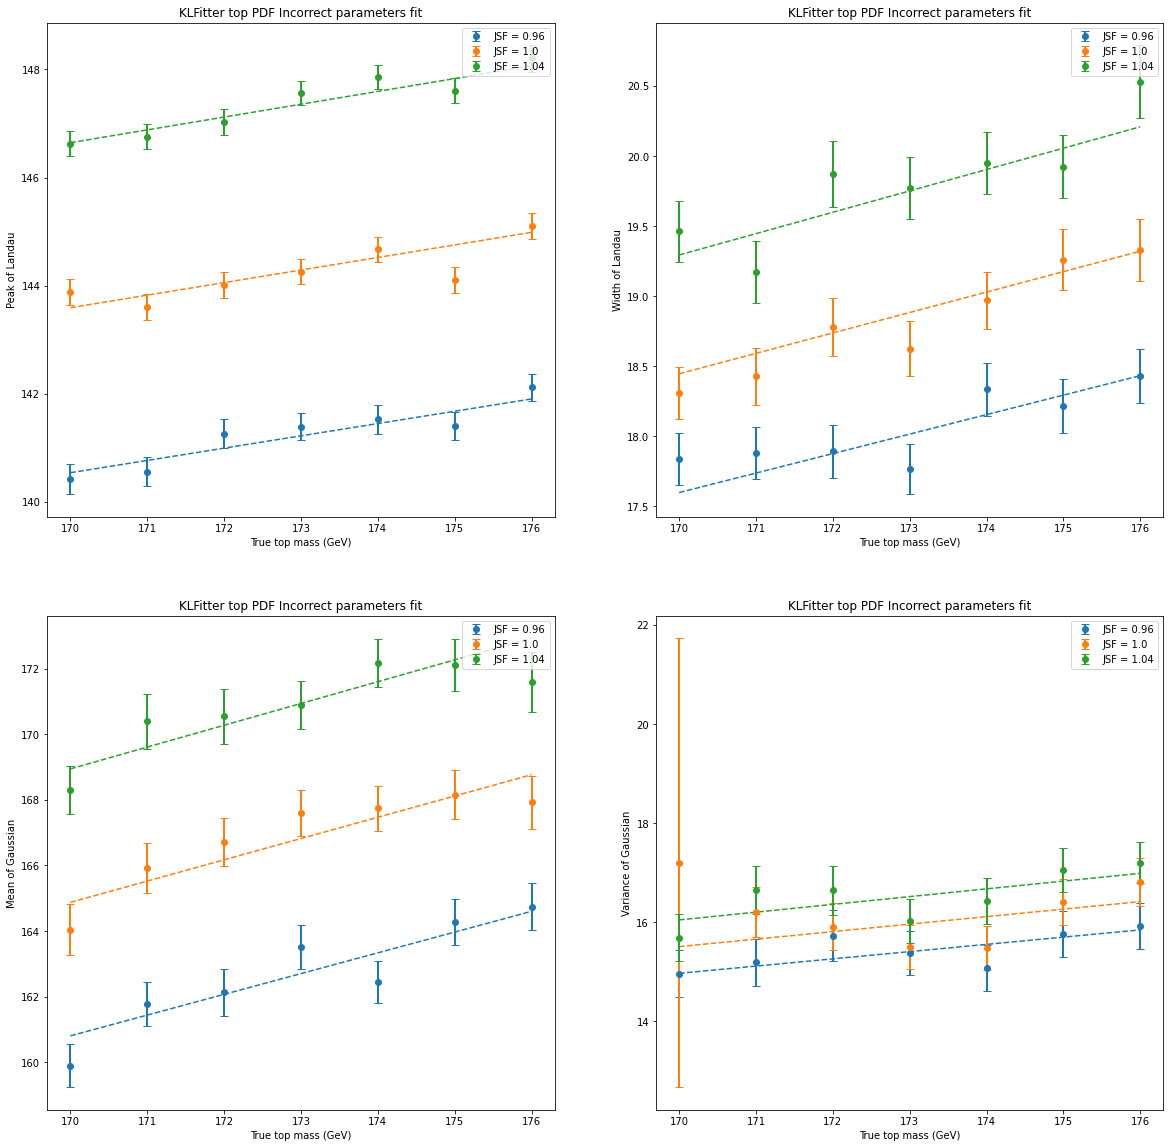 KLFitter top PDF Incorrect parameters fit
JSF = 0.96
JSF = 1.0
JSF = 1.04
148
146
144
142
140
Peak of Landau
170 171 172 173 174 175 176
True top mass (GeV)
KLFitter top PDF Incorrect parameters fit
JSF = 0.96
JSF = 1.0
JSF = 1.04
20.5
20.0
19.5
19.0
18.5
18.0
17.5
Width of Landau
170 171 172 173 174 175 176
True top mass (GeV)
KLFitter top PDF Incorrect parameters fit
JSF = 0.96
JSF = 1.0
JSF = 1.04
172
170
168
166
164
162
160
Mean of Gaussian
170 171 172 173 174 175 176
True top mass (GeV)
KLFitter top PDF Incorrect parameters fit
JSF = 0.96
JSF = 1.0
JSF = 1.04
22
20
18
16
14
Variance of Gaussian
170 171 172 173 174 175 176
True top mass (GeV)